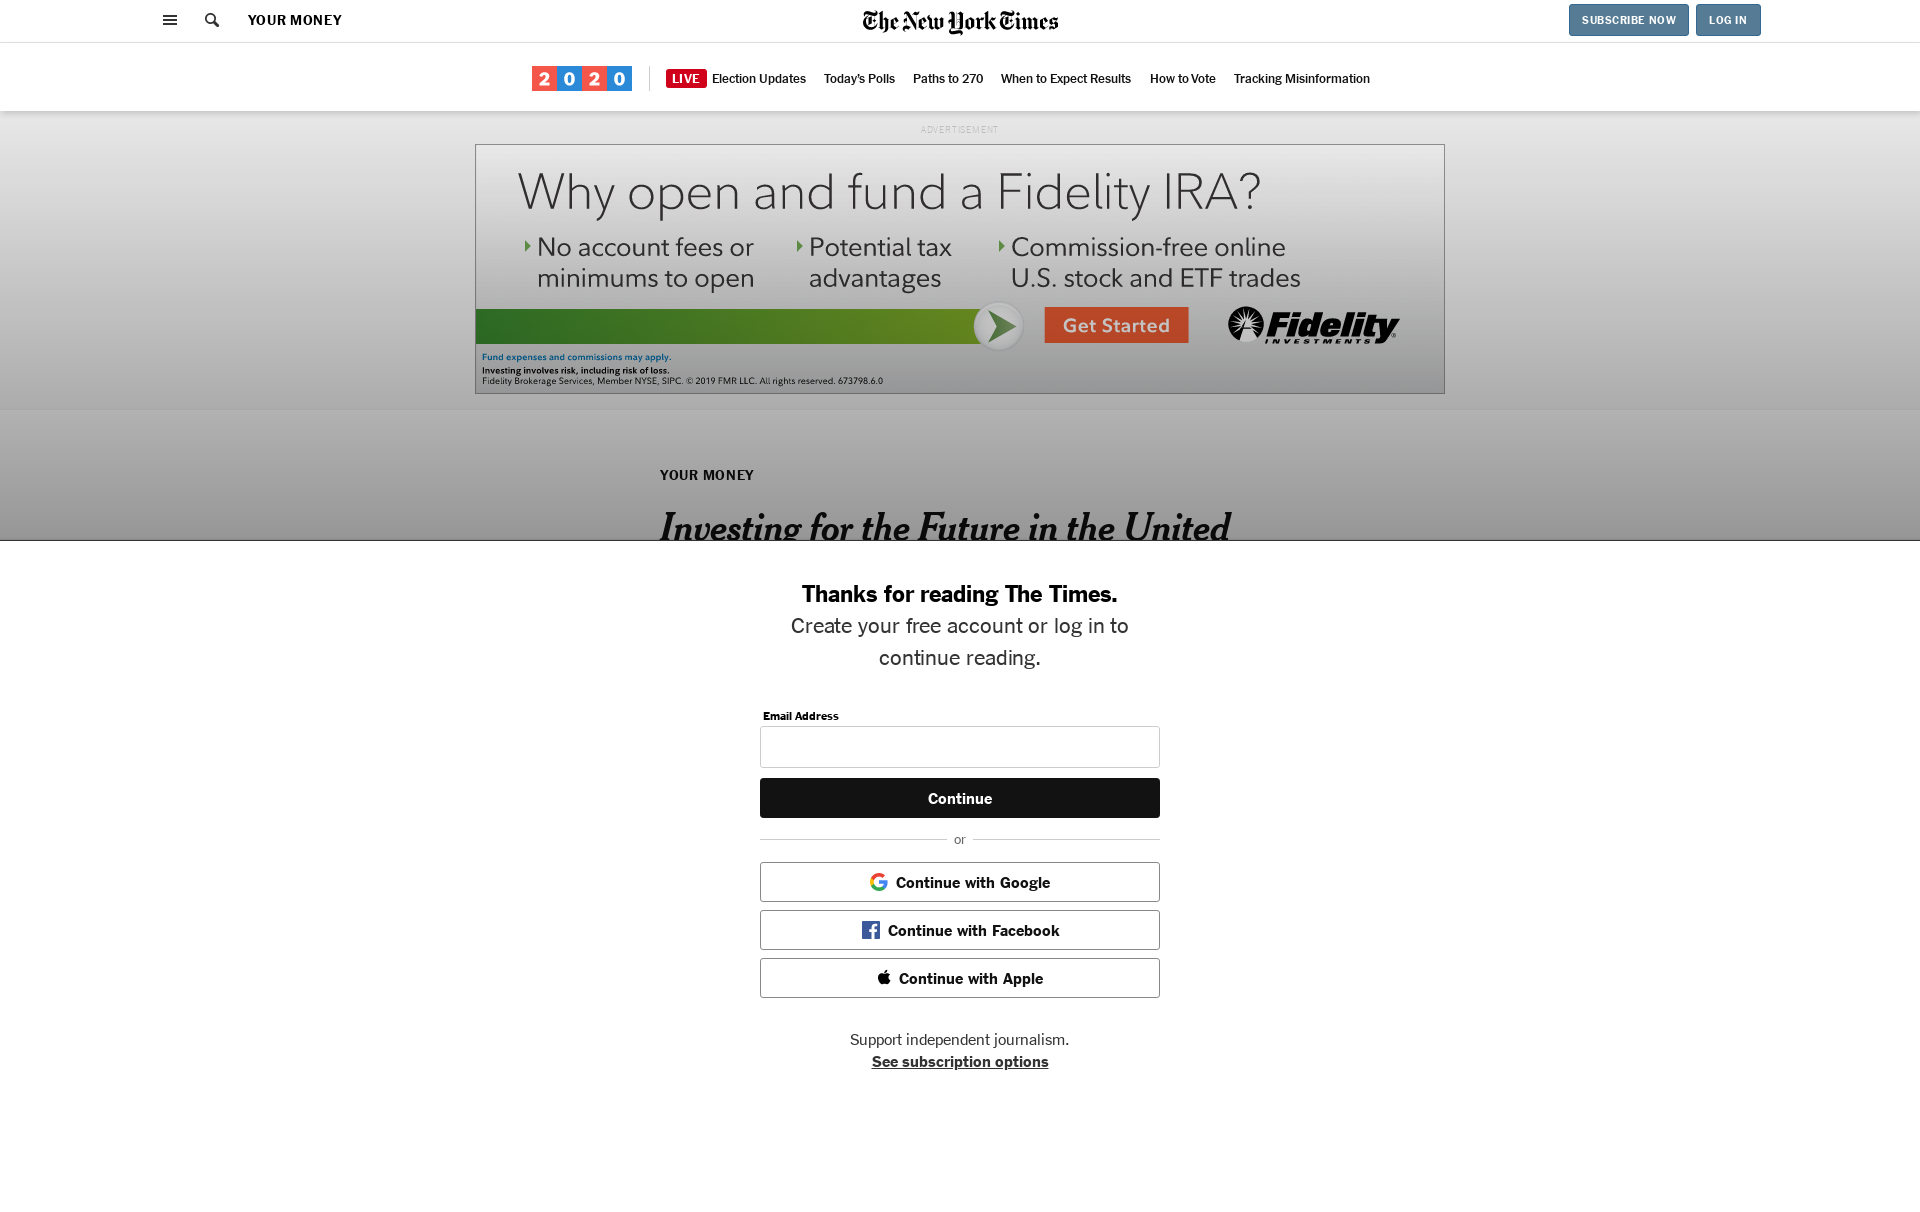 YOUR MONEY
The New York Times
SUBSCRIBE NOW
LOG IN
2020
LIVE Election Updates Today's Polls Paths to 270 When to Expect Results How to Vote Tracking Misinformation
ADVERTISEMENT
Why open and fund a Fidelity IRA?
No account fees or
minimums to open
Potential tax
advantages
Commission-free online
U.S. stock and ETF trades
Get Started
Fidelity
INVESTMENTS
Fund expenses and commissions may apply.
Investing involves risk, including risk of loss.
Fidelity Brokerage Services, Member NYSE, SIPC. © 2019 FMR LLC. All rights reserved. 673798.6.0
YOUR MONEY
Investing for the Future in the United
Thanks for reading The Times.
Create your free account or log in to
continue reading.
Email Address
Continue
or
Continue with Google
Continue with Facebook
Continue with Apple
Support independent journalism.
See subscription options